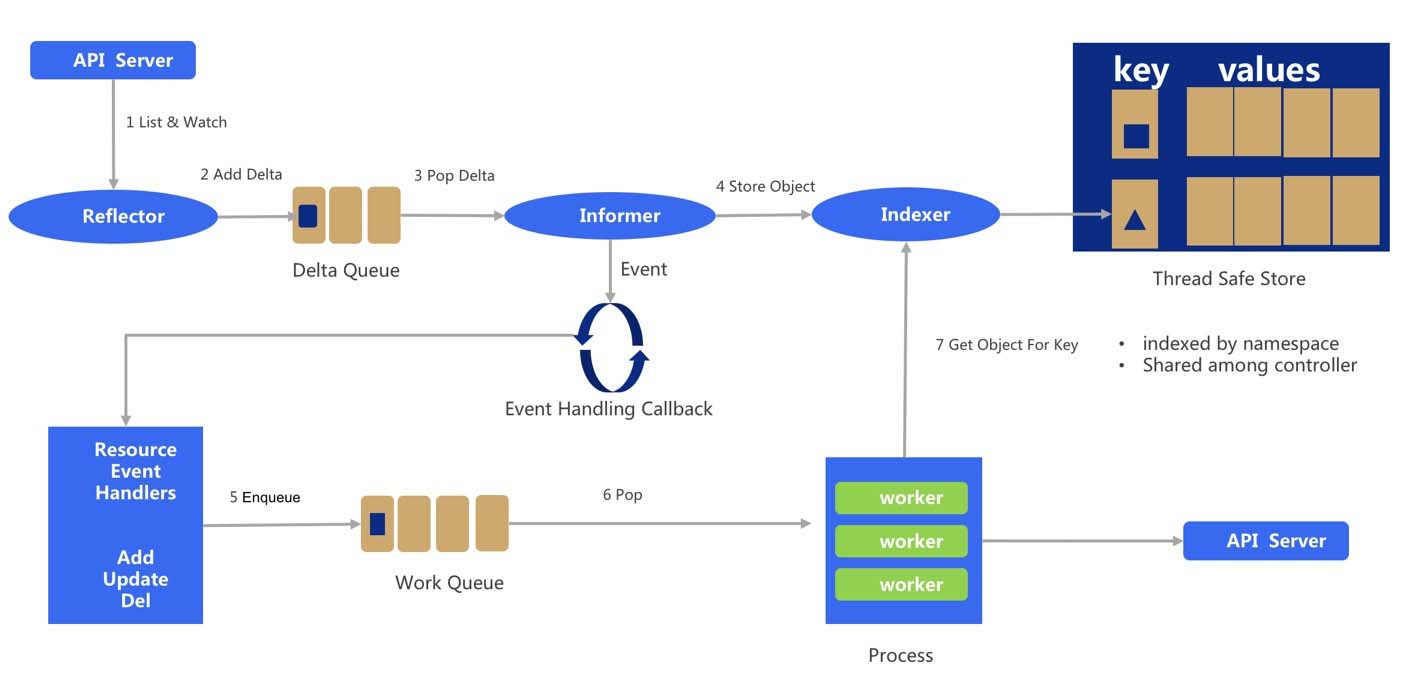 API Server
key values
1 List & Watch
2 Add Delta
3 Pop Delta
4 Store Object
Reflector
Informer
Indexer
Delta Queue
Event
Thread Safe Store
7 Get Object For Key
• indexed by namespace
• Shared among controller
Event Handling Callback
Resource
Event
Handlers
Add
Update
Del
5 Enqueue
6 Pop
Work Queue
worker
worker
worker
API Server
Process